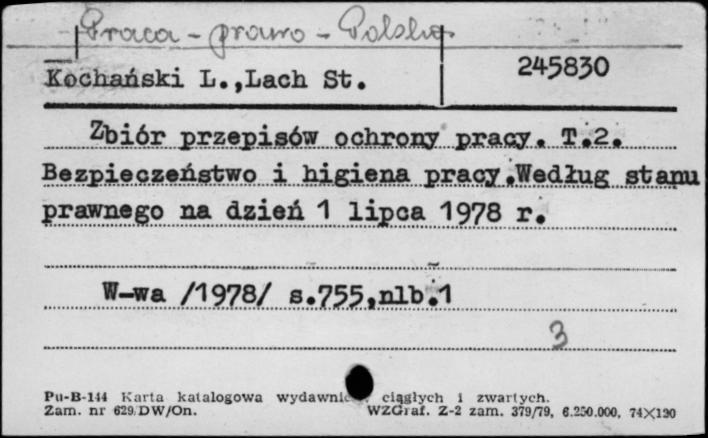 Praca - prawo - Polska
Kochański L.,Lach St.
245830
Zbiór przepisów ochrony pracy. T.2.
Bezpieczeństwo i higiena pracy.Według stanu
prawnego na dzień 1 lipca 1978 r.
W-wa /1978/ s.755,nlb.1
3
Pu-B-144 Karta katalogowa wydawnic ciągłych i zwartych.
Zam. nr 629/DW/On. WZGraf. Z-2 zam. 379/79, 6.250.000, 74X120